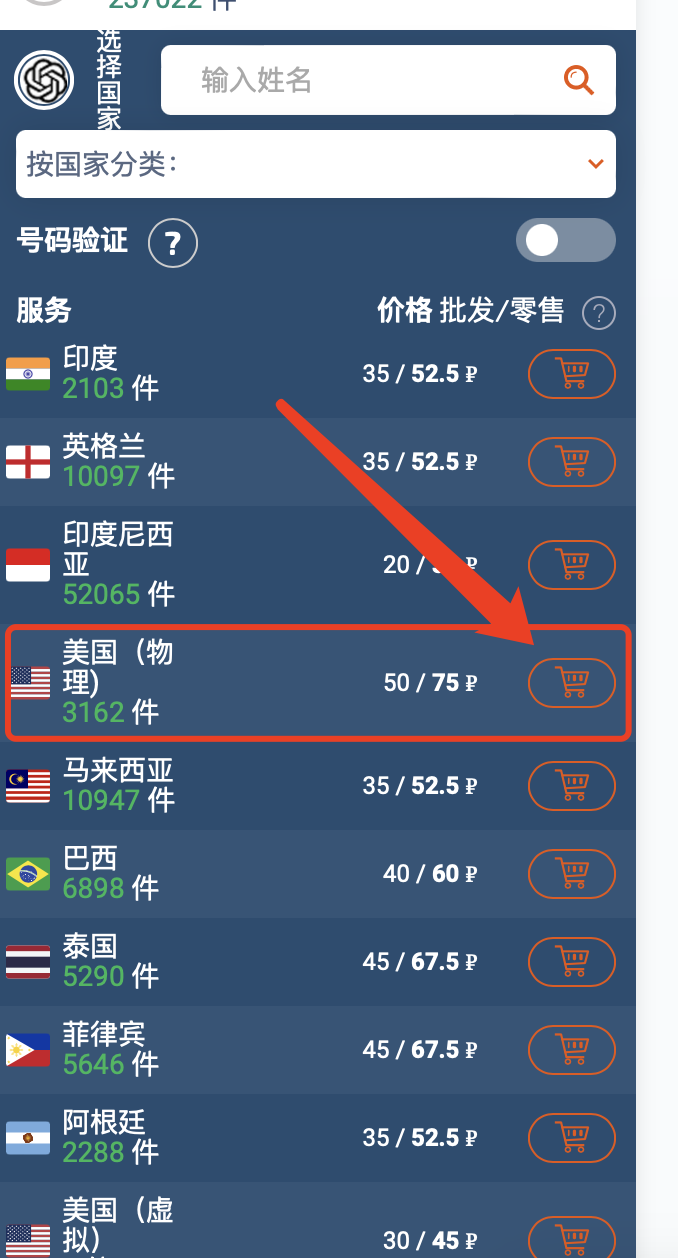 237022 件
选择国家
输入姓名
按国家分类：
号码验证 ?
服务 价格 批发/零售 ?
印度
2103 件
35 / 52.5 ₽
英格兰
10097 件
35 / 52.5 ₽
印度尼西
亚
52065 件
20 /
美国（物
理)
3162 件
50 / 75 ₽
马来西亚
10947 件
35 / 52.5 ₽
巴西
6898 件
40 / 60 ₽
泰国
5290 件
45 / 67.5 ₽
菲律宾
5646 件
45 / 67.5 ₽
阿根廷
2288 件
35 / 52.5 ₽
美国（虚
拟）
30 / 45 ₽